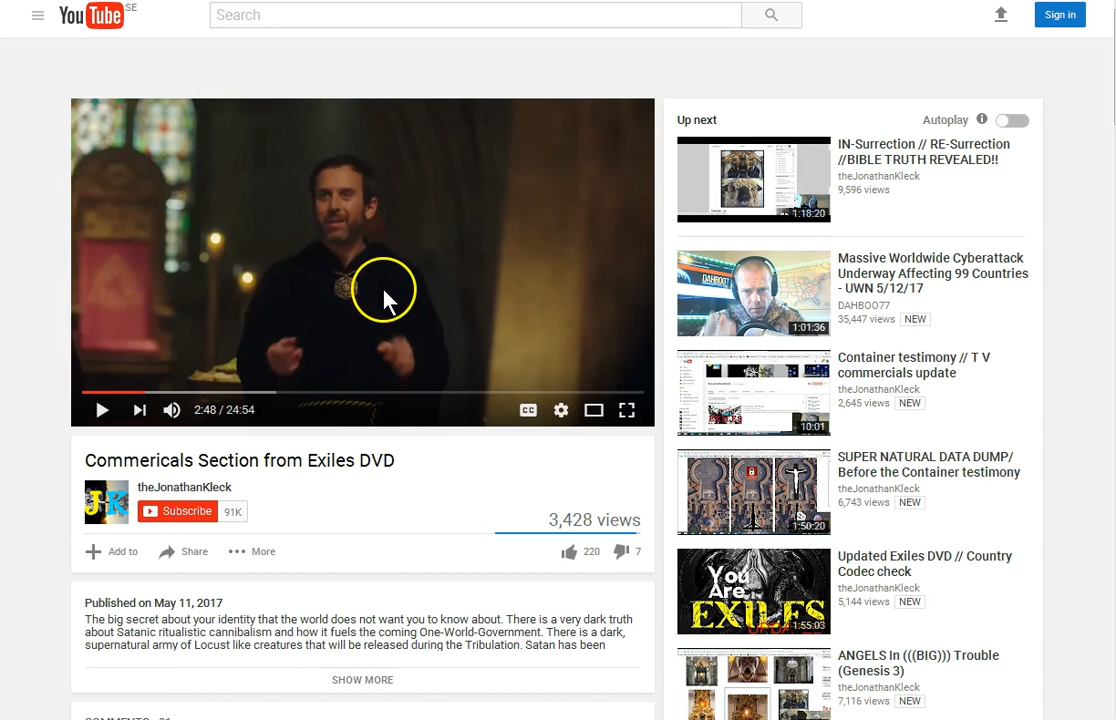 YouTube SE
Search
Sign in
2:48 / 24:54
CC
Commericals Section from Exiles DVD
JK
theJonathanKleck
Subscribe 91K
3,428 views
Add to Share More
220 7
Published on May 11, 2017
The big secret about your identity that the world does not want you to know about. There is a very dark truth
about Satanic ritualistic cannibalism and how it fuels the coming One-World-Government. There is a dark,
supernatural army of Locust like creatures that will be released during the Tribulation. Satan has been
SHOW MORE
Up next
Autoplay
IN-Surrection // RE-Surrection
//BIBLE TRUTH REVEALED!!
theJonathanKleck
9,596 views
1:18:20
Massive Worldwide Cyberattack
Underway Affecting 99 Countries
- UWN 5/12/17
DAHBOO77
35,447 views NEW
DAHBOO77
1:01:36
Container testimony // T V
commercials update
theJonathanKleck
2,645 views NEW
10:01
SUPER NATURAL DATA DUMP/
Before the Container testimony
theJonathanKleck
6,743 views NEW
1:50:20
Updated Exiles DVD // Country
Codec check
theJonathanKleck
5,144 views NEW
You
Are
EXILES
1:55:03
ANGELS In (((BIG))) Trouble
(Genesis 3)
theJonathanKleck
7,116 views NEW